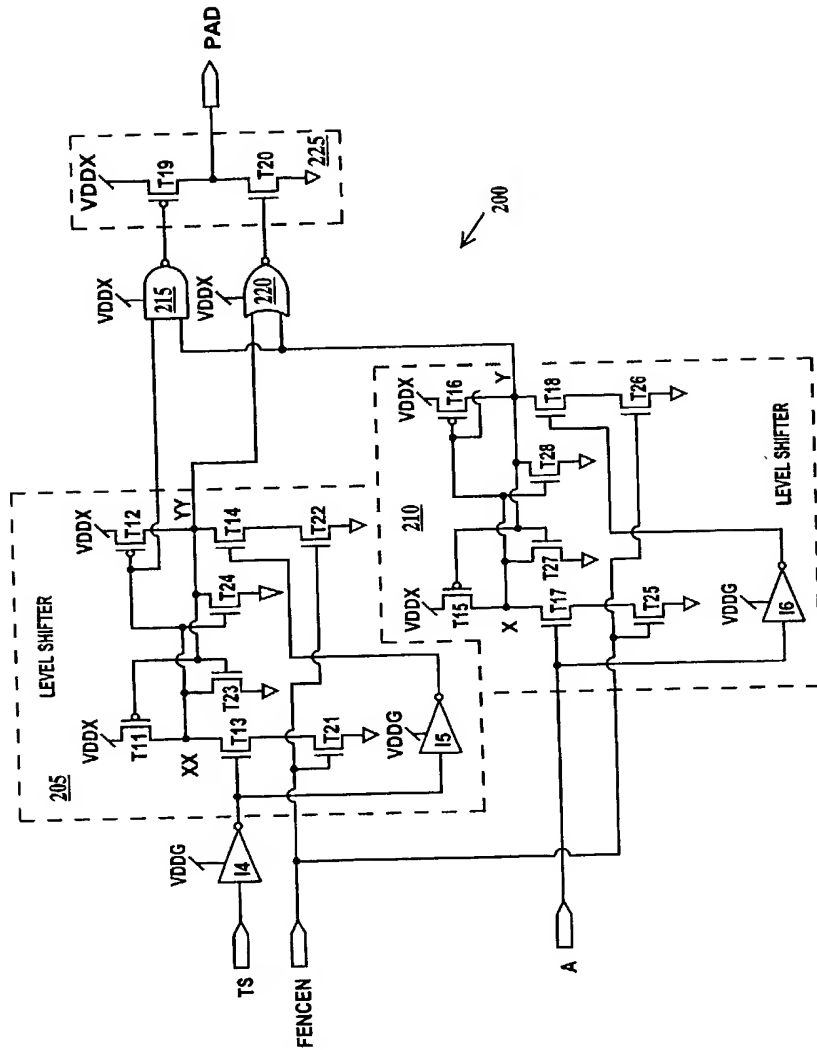 PAD
VDDX
T19
T20
225
200
VDDX
215
VDDX
220
LEVEL SHIFTER
205
VDDX
T11
VDDX
T12
YY
XX
T23
T24
T13
T14
T21
T22
VDDG
I5
VDDG
I4
TS
FENCEN
A
210
VDDX
T15
VDDX
T16
Y
X
T27
T28
T17
T18
T25
T26
VDDG
I6
LEVEL SHIFTER